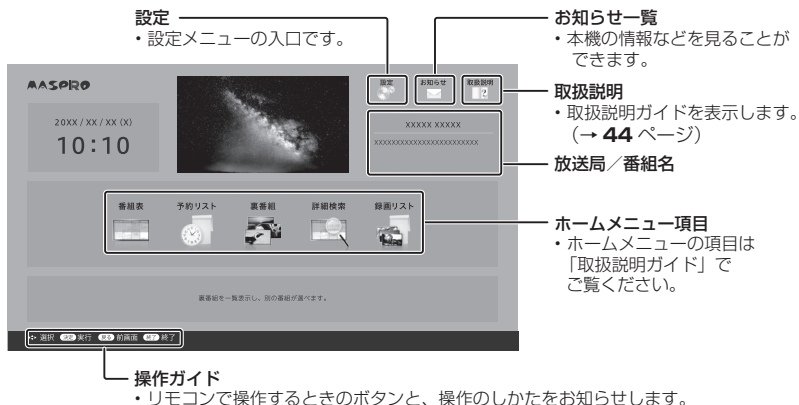 設定
・設定メニューの入口です。
お知らせ一覧
・本機の情報などを見ることが
できます。
取扱説明
・取扱説明ガイドを表示します。
（→ 44 ページ）
放送局／番組名
ホームメニュー項目
・ホームメニューの項目は
「取扱説明ガイド」で
ご覧ください。
MASPRO
設定 お知らせ 取扱説明
20XX / XX / XX (X)
10:10
XXXXX XXXXX
XXXXXXXXXXXXXXXXXXXXXXXX
番組表 予約リスト 裏番組 詳細検索 録画リスト
裏番組を一覧表示し、別の番組が選べます。
選択 決定 実行 戻る 前画面 終了 終了
操作ガイド
・リモコンで操作するときのボタンと、操作のしかたをお知らせします。